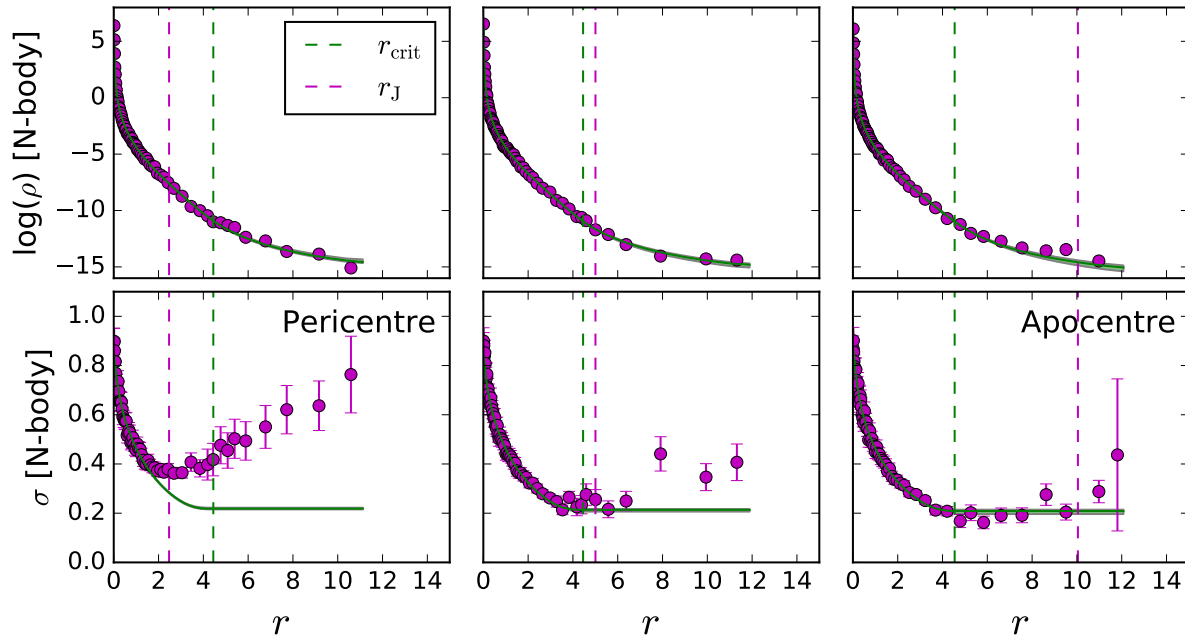 log(ρ) [N-body]
5
0
−5
−10
−15
r_crit
r_J
σ [N-body]
1.0
0.8
0.6
0.4
0.2
0.0
Pericentre
Apocentre
0 2 4 6 8 10 12 14
0 2 4 6 8 10 12 14
0 2 4 6 8 10 12 14
r
r
r